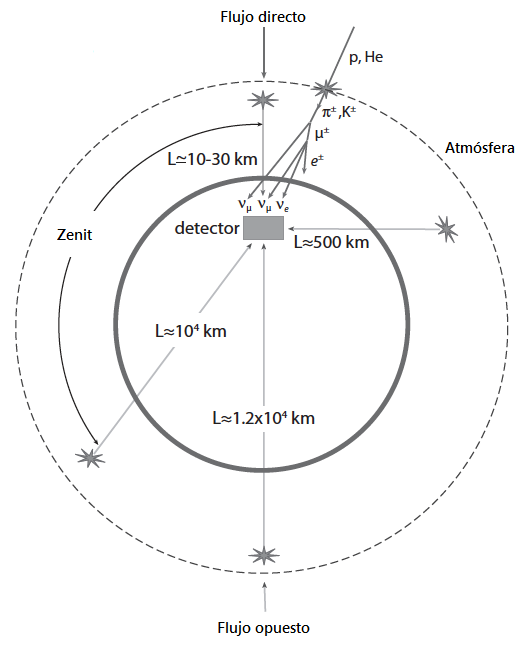 Flujo directo
p, He
π±,K±
μ±
Atmósfera
e±
L≈10-30 km
νμ νμ νe
Zenit
detector
L≈500 km
L≈10⁴ km
L≈1.2x10⁴ km
Flujo opuesto